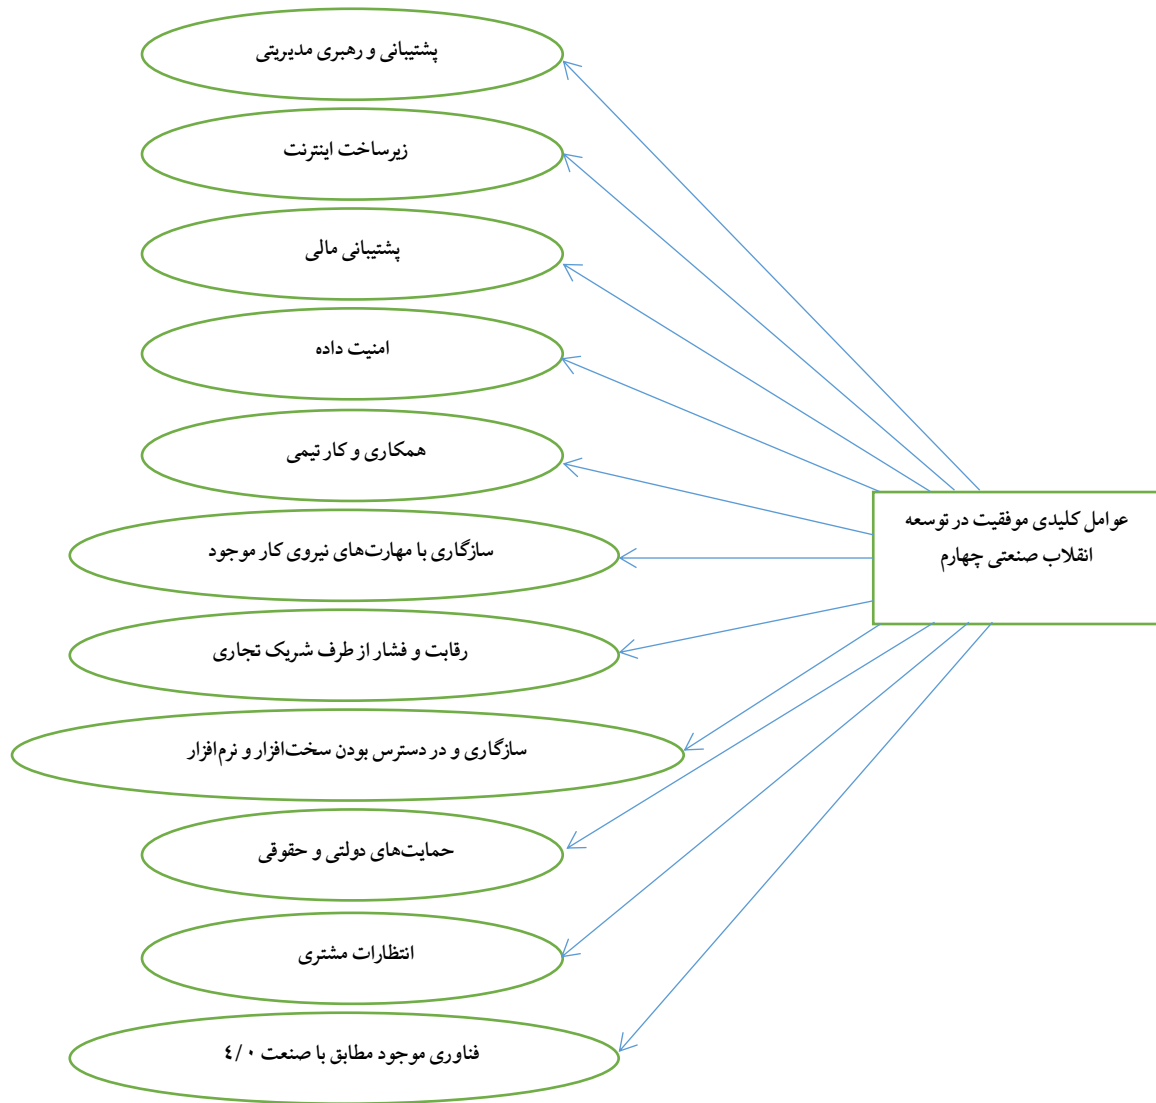 پشتیبانی و رهبری مدیریتی
زیرساخت اینترنت
پشتیبانی مالی
امنیت داده
همکاری و کار تیمی
عوامل کلیدی موفقیت در توسعه
انقلاب صنعتی چهارم
سازگاری با مهارت‌های نیروی کار موجود
رقابت و فشار از طرف شریک تجاری
سازگاری و در دسترس بودن سخت‌افزار و نرم‌افزار
حمایت‌های دولتی و حقوقی
انتظارات مشتری
فناوری موجود مطابق با صنعت ٤/٠